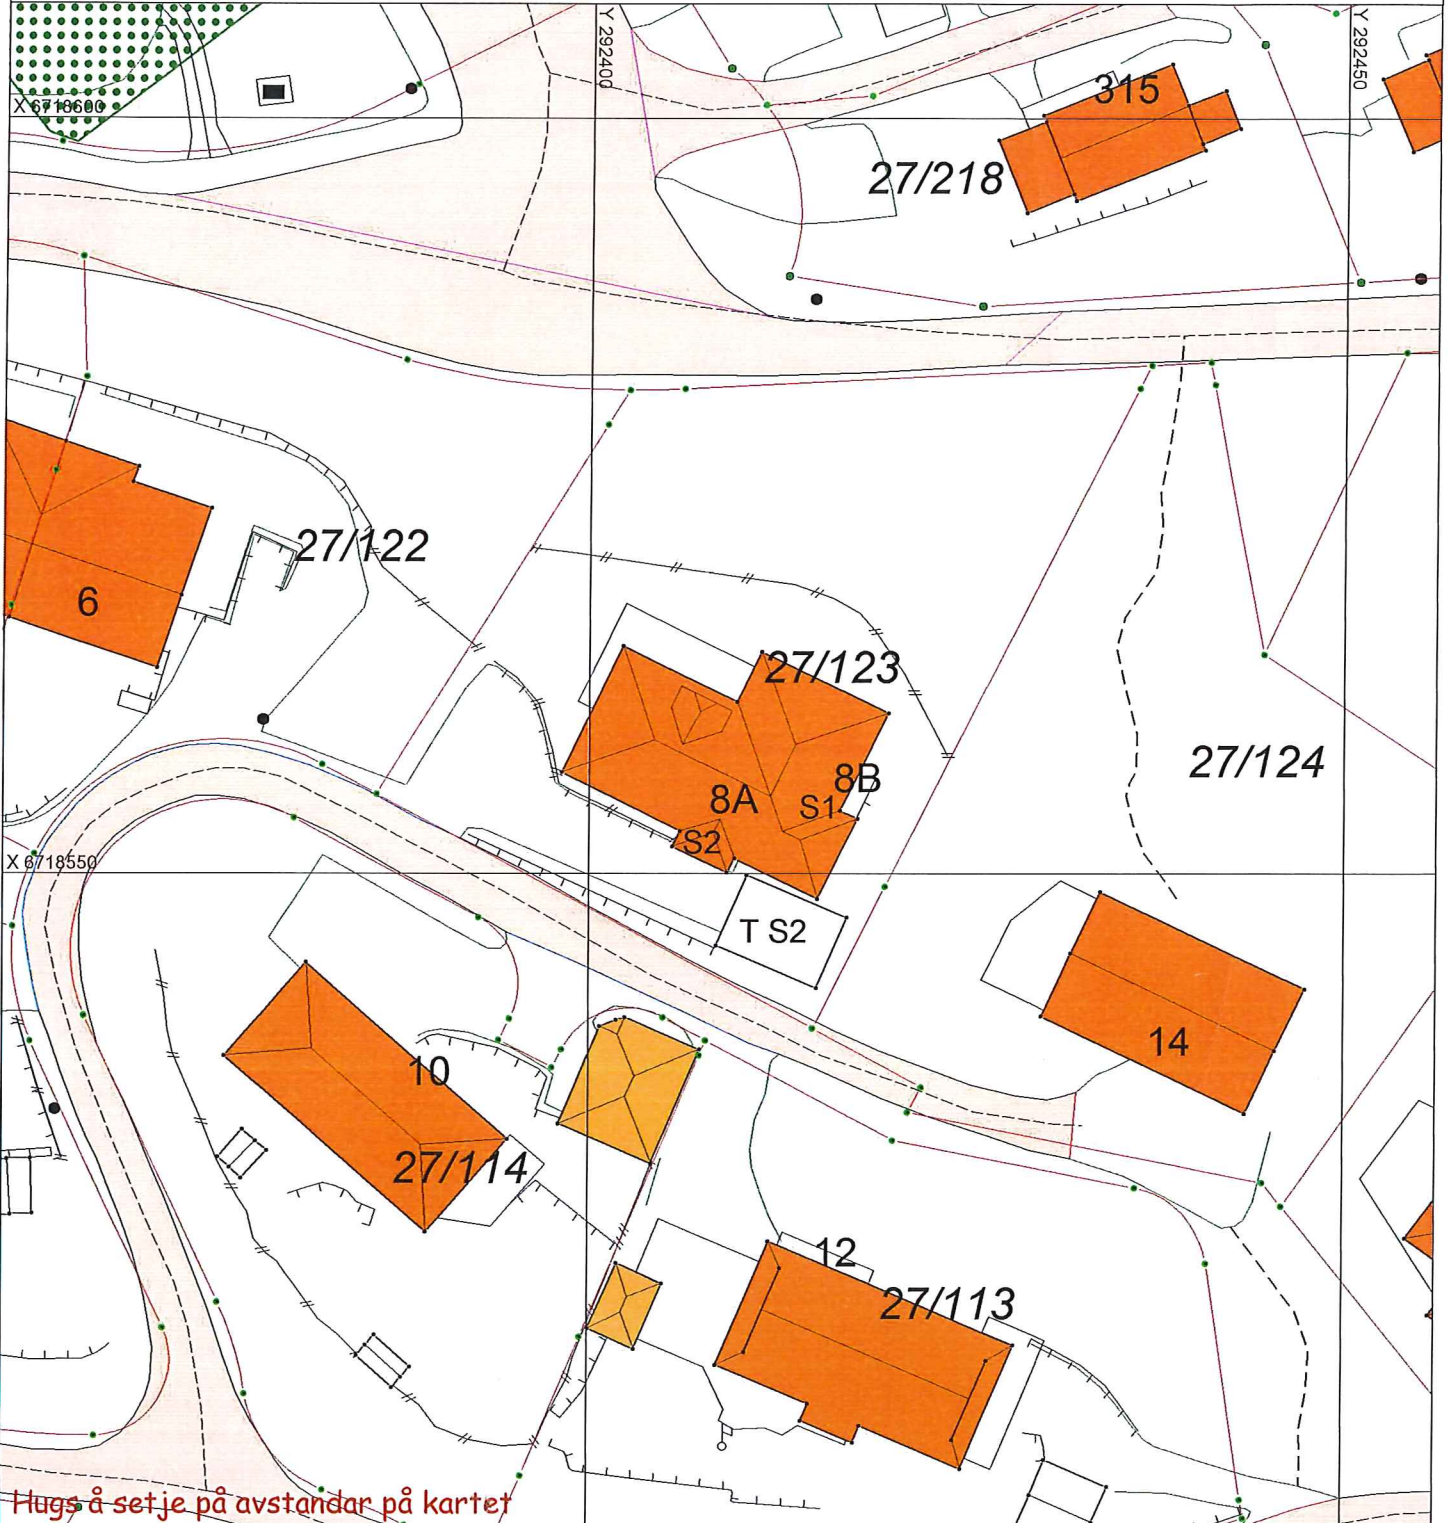 Y 292400
Y 292450
X 6718600
315
27/218
27/122
6
27/123
27/124
8B
8A
S1
S2
X 6718550
T S2
14
10
27/114
12
27/113
Hugs å setje på avstandar på kartet